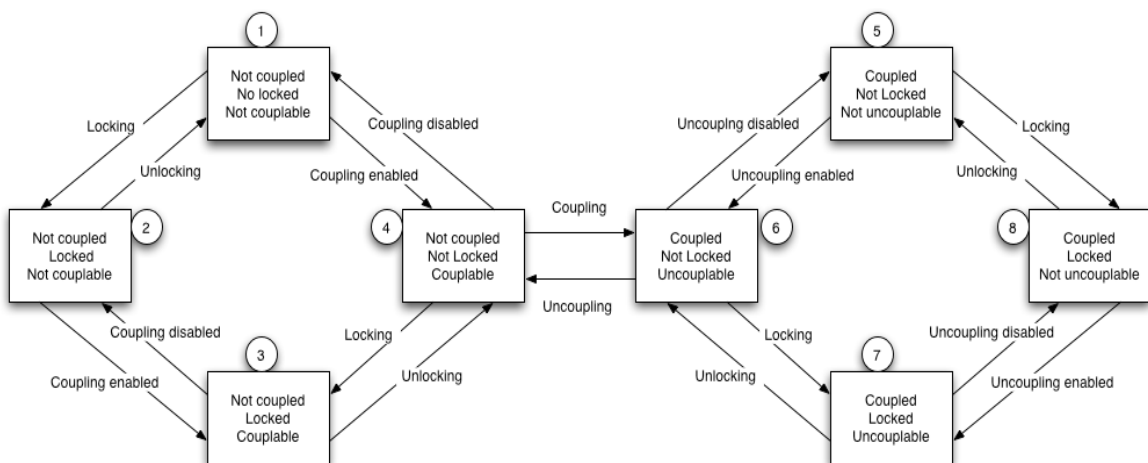 1
5
Not coupled
No locked
Not couplable
Coupled
Not Locked
Not uncouplable
Locking
Coupling disabled
Uncouplng disabled
Locking
Unlocking
Coupling enabled
Uncoupling enabled
Unlocking
2
4
6
8
Not coupled
Locked
Not couplable
Not coupled
Not Locked
Couplable
Coupling
Uncoupling
Coupled
Not Locked
Uncouplable
Coupled
Locked
Not uncouplable
Coupling disabled
Locking
Locking
Uncoupling disabled
3
7
Coupling enabled
Unlocking
Unlocking
Uncoupling enabled
Not coupled
Locked
Couplable
Coupled
Locked
Uncouplable